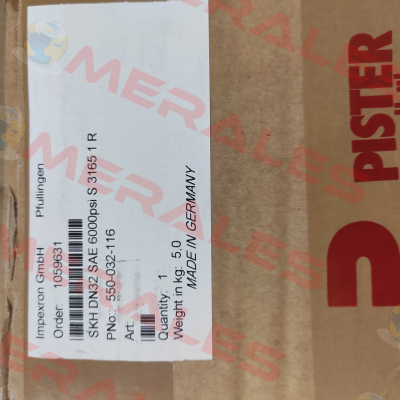 Impexron GmbH Pfullingen
Order: 1059631
SKH DN32 SAE 6000psi S 3165 1 R
PNo.: 550-032-116
Art:
Quantity: 1
Weight in kg: 5,0
MADE IN GERMANY
PISTER
MERALES
MERALES
MERALES